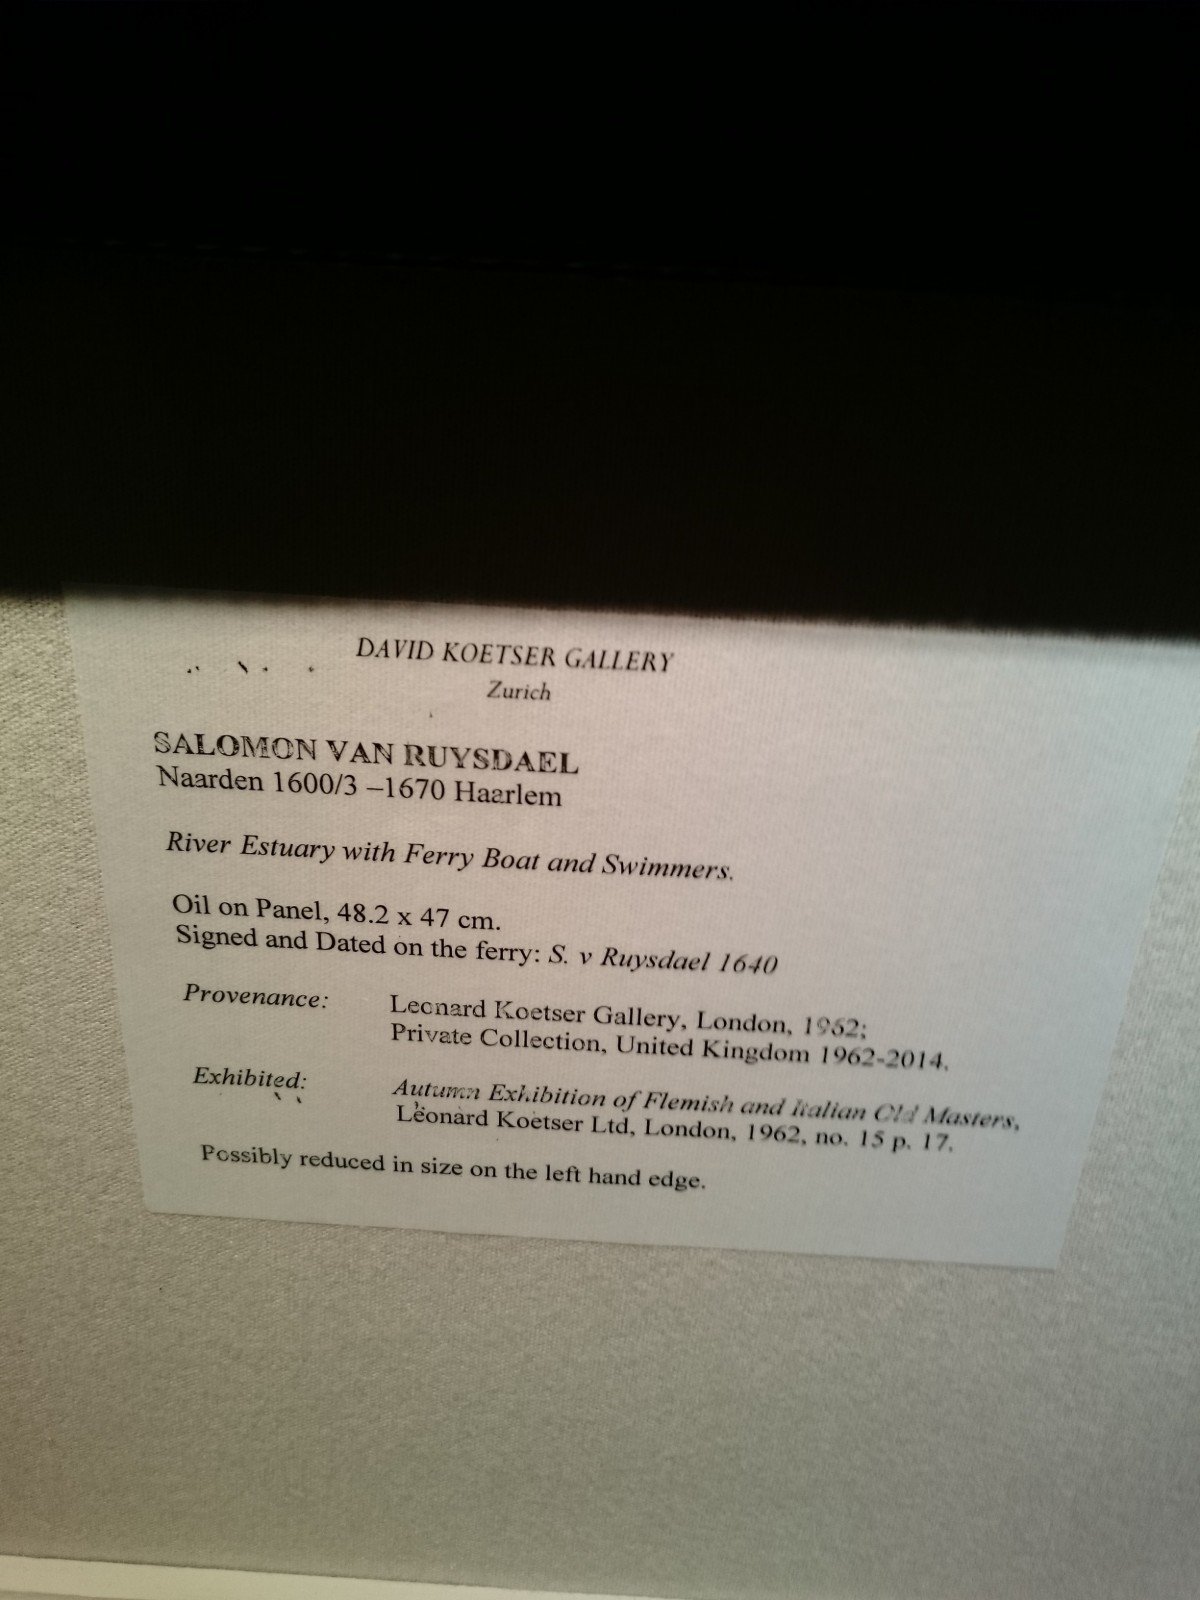 DAVID KOETSER GALLERY
Zurich
SALOMON VAN RUYSDAEL
Naarden 1600/3 –1670 Haarlem
River Estuary with Ferry Boat and Swimmers.
Oil on Panel, 48.2 x 47 cm.
Signed and Dated on the ferry: S. v Ruysdael 1640
Provenance: Leonard Koetser Gallery, London, 1962;
Private Collection, United Kingdom 1962-2014.
Exhibited: Autumn Exhibition of Flemish and Italian Old Masters,
Leonard Koetser Ltd, London, 1962, no. 15 p. 17.
Possibly reduced in size on the left hand edge.